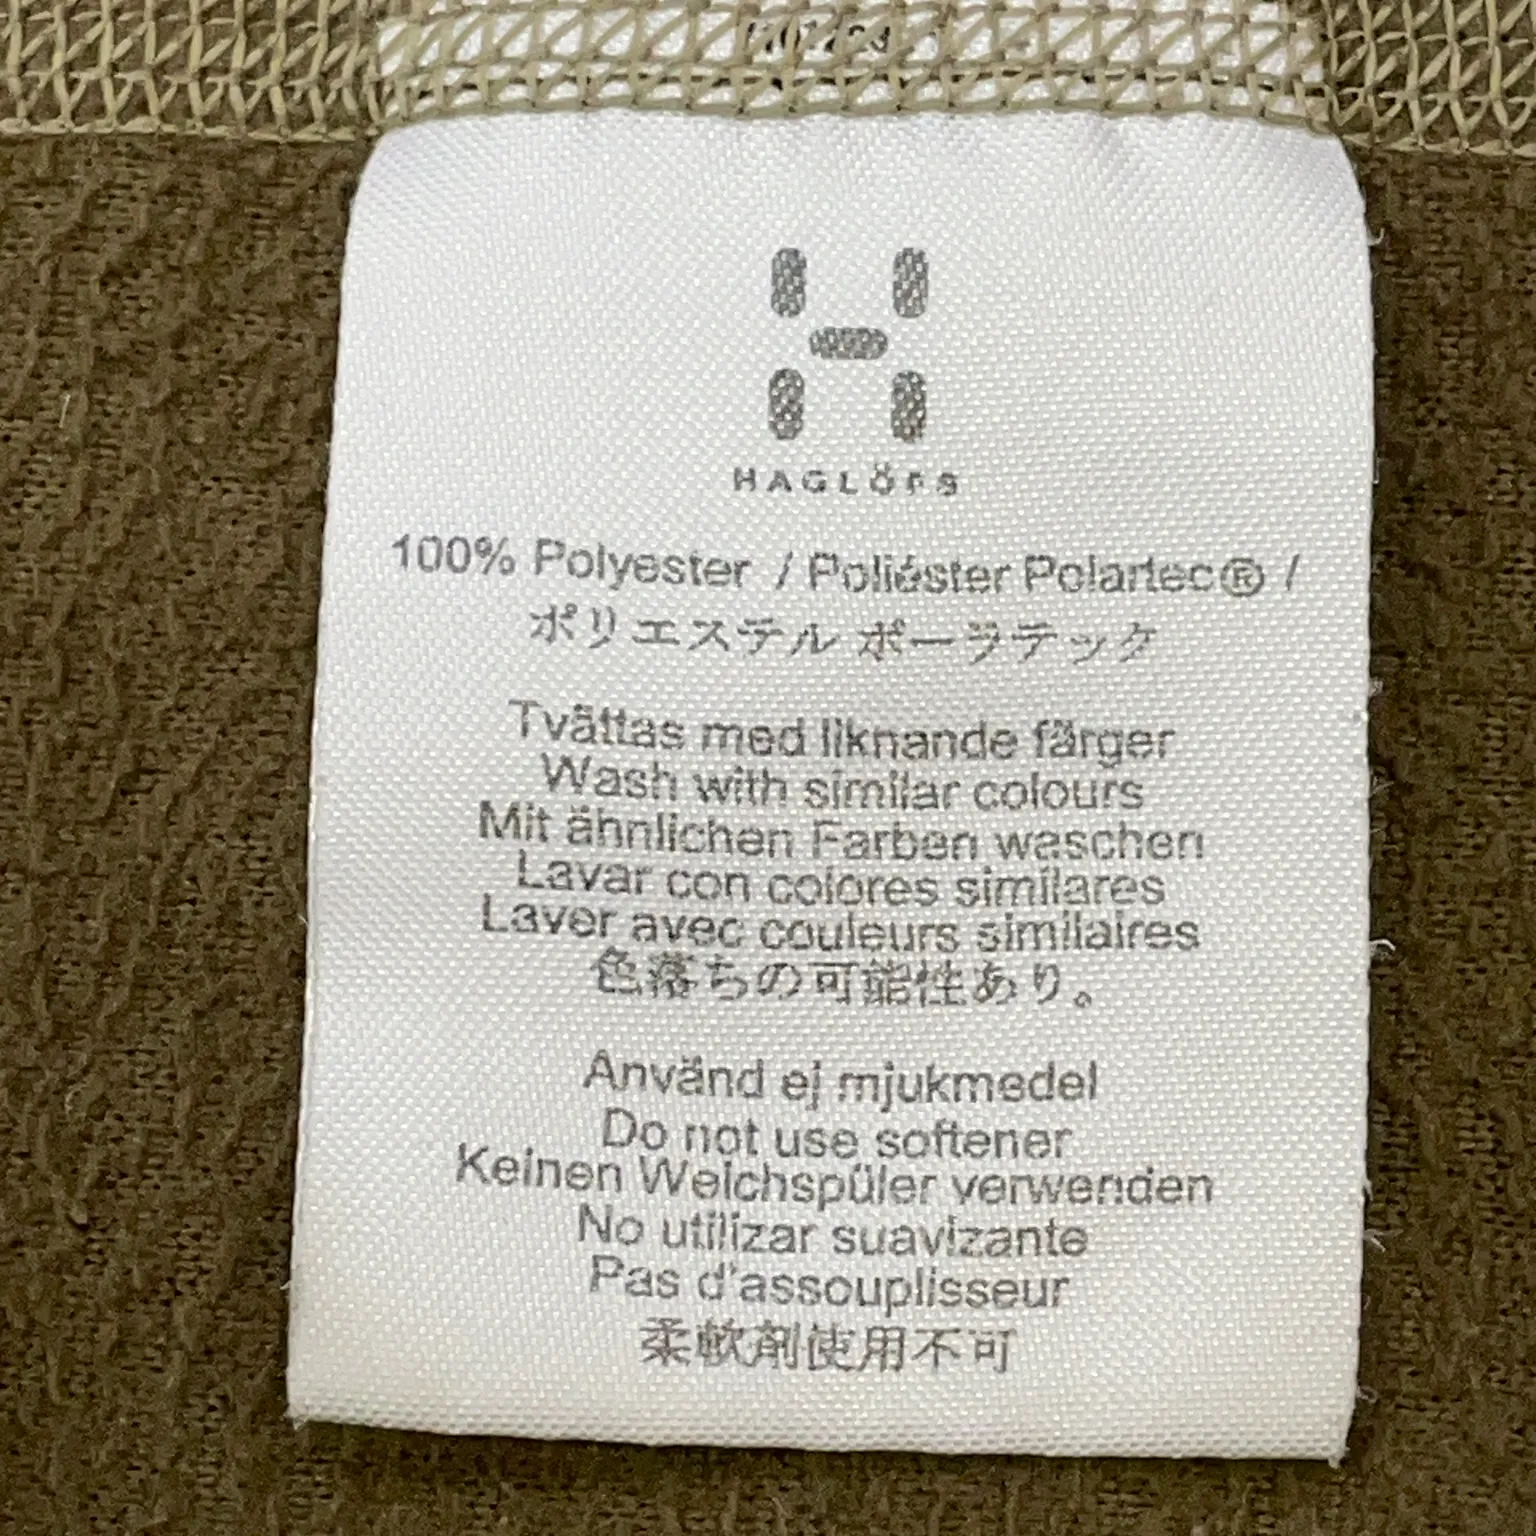 HAGLÖFS
100% Polyester / Poliéster Polartec® /
ポリエステル ポーラテック
Tvättas med liknande färger
Wash with similar colours
Mit ähnlichen Farben waschen
Lavar con colores similares
Laver avec couleurs similaires
色落ちの可能性あり。
Använd ej mjukmedel
Do not use softener
Keinen Weichspüler verwenden
No utilizar suavizante
Pas d'assouplisseur
柔軟剤使用不可